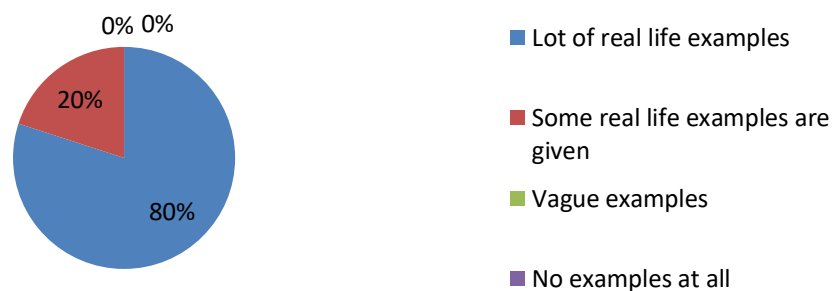 0% 0%
20%
80%
Lot of real life examples
Some real life examples are
given
Vague examples
No examples at all